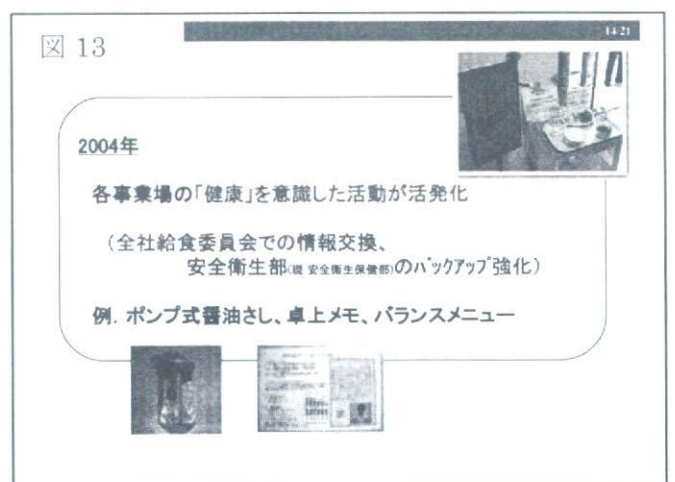 14/21
図 13
2004年
各事業場の「健康」を意識した活動が活発化
（全社給食委員会での情報交換、
安全衛生部(現 安全衛生保健部)のバックアップ強化）
例．ポンプ式醤油さし、卓上メモ、バランスメニュー